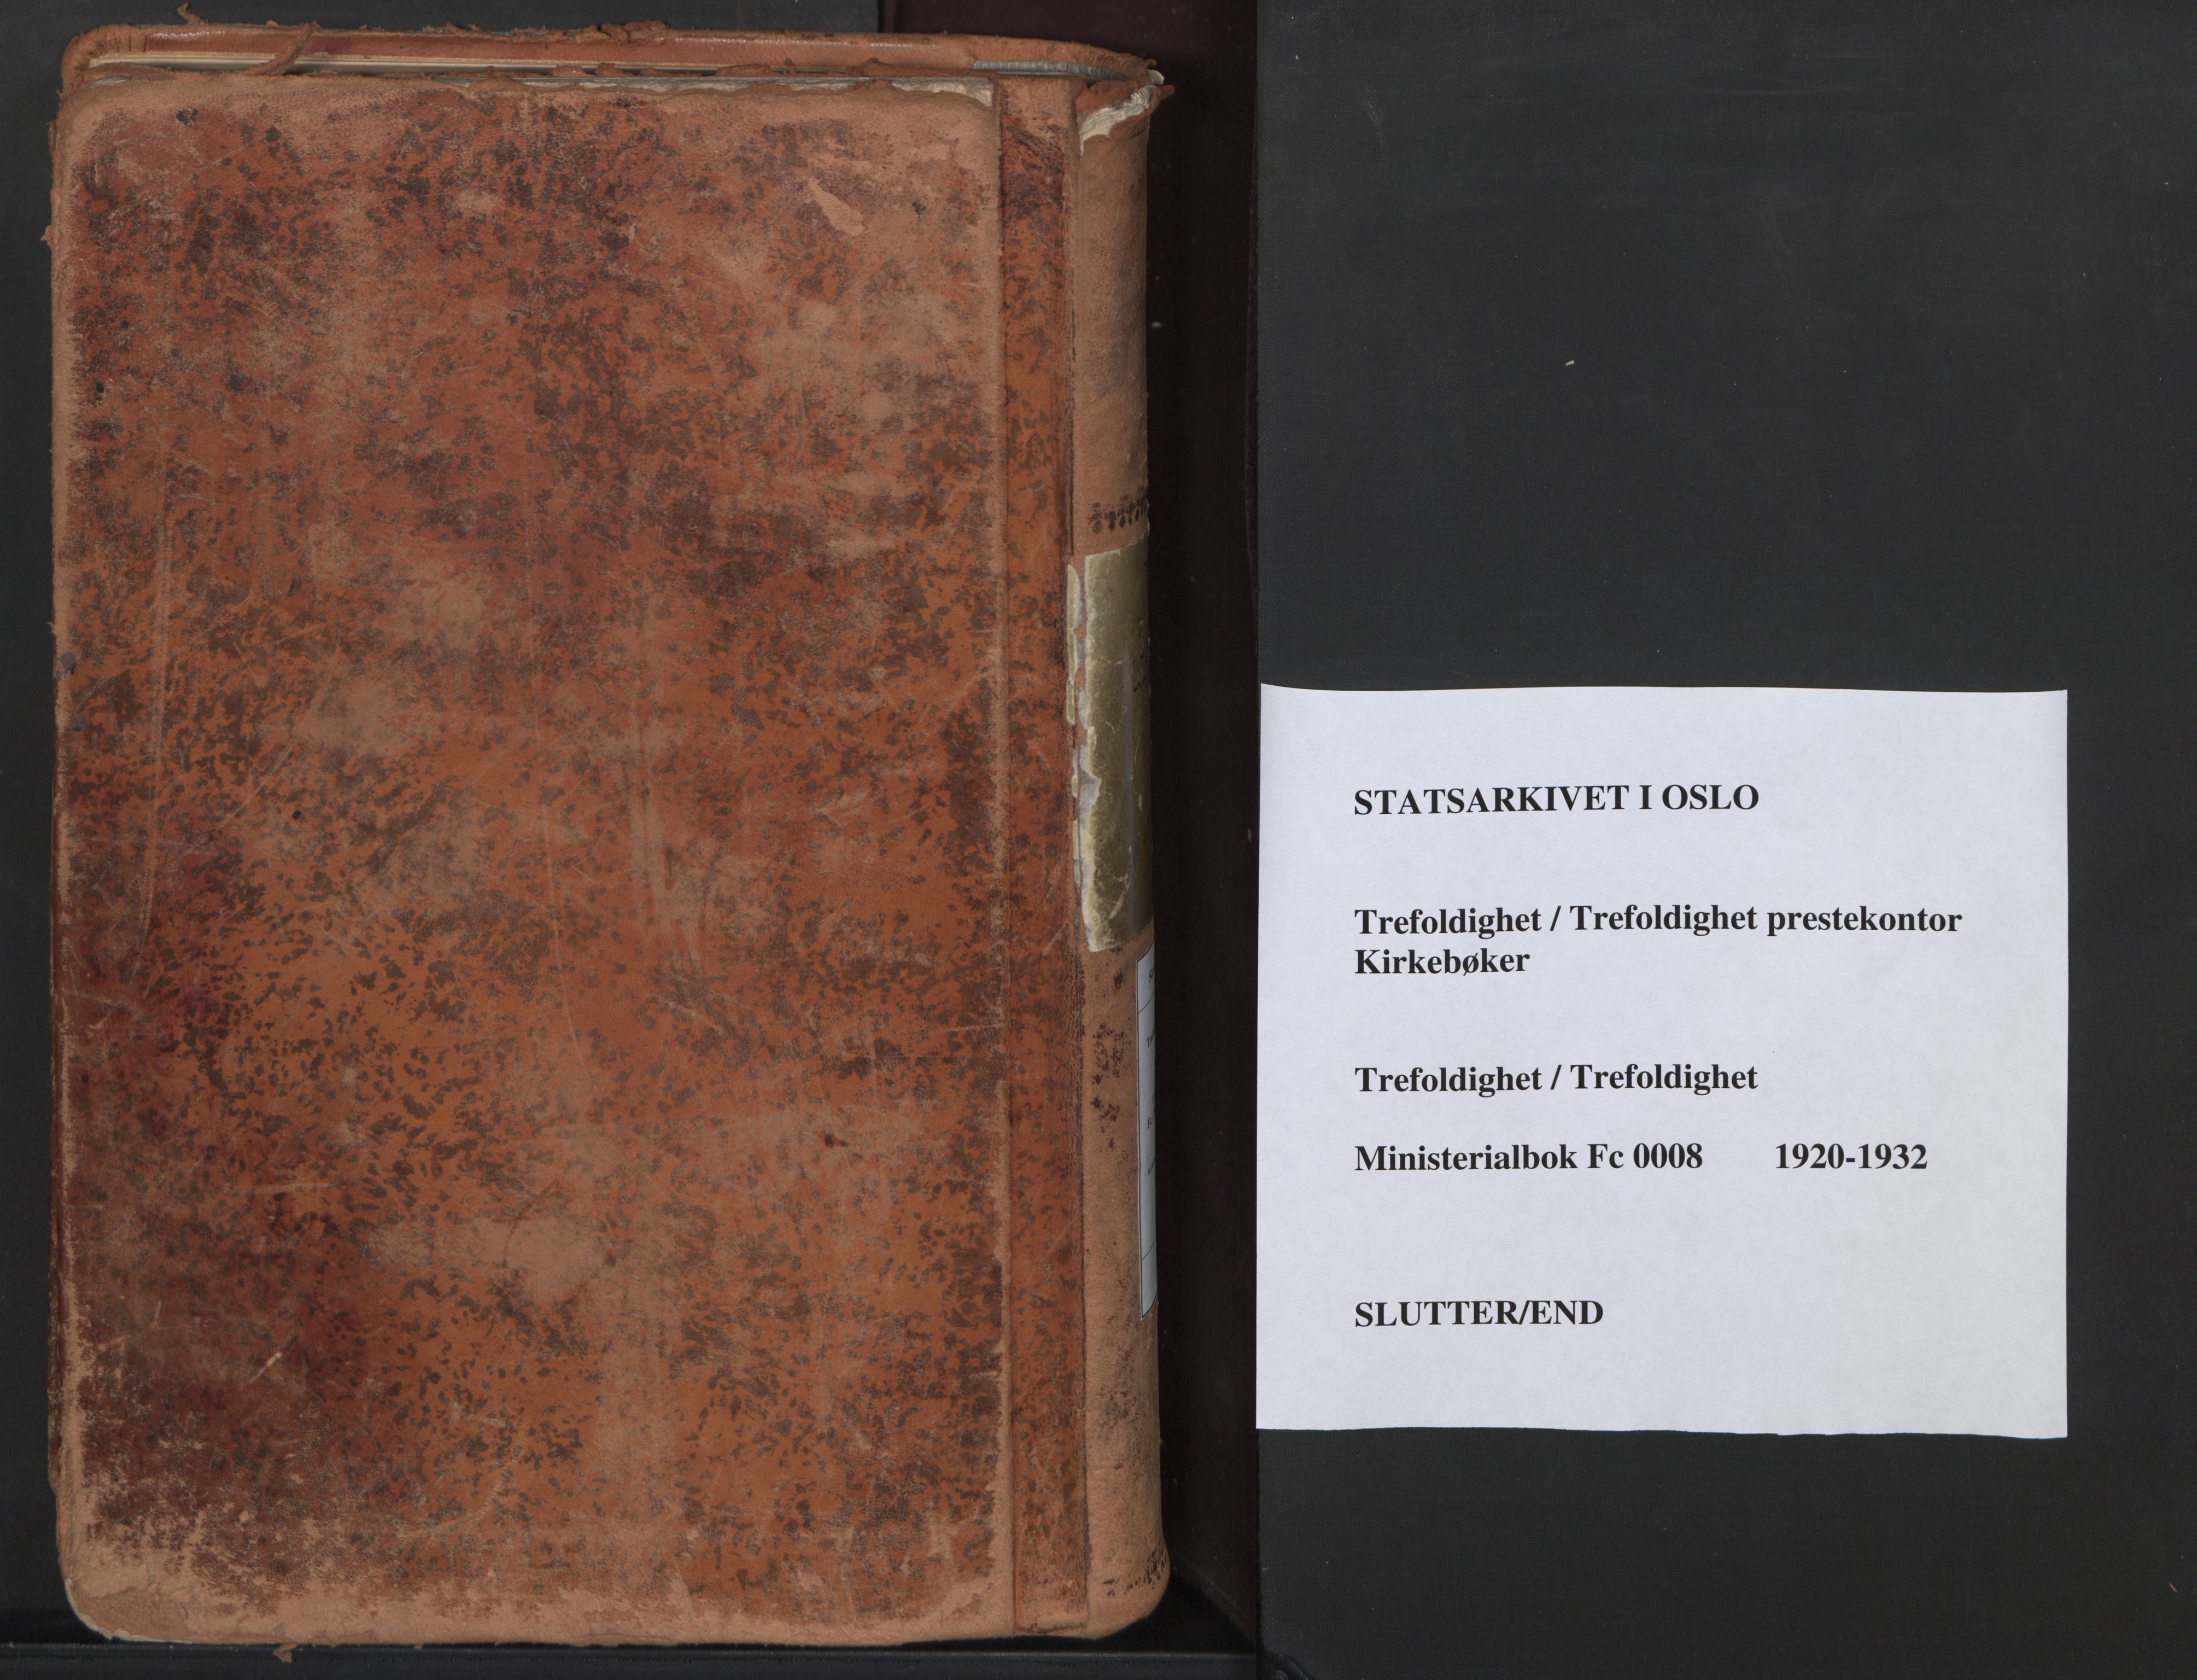 STATSARKIVET I OSLO
Trefoldighet / Trefoldighet prestekontor
Kirkebøker
Trefoldighet / Trefoldighet
Ministerialbok Fc 0008 1920-1932
SLUTTER/END